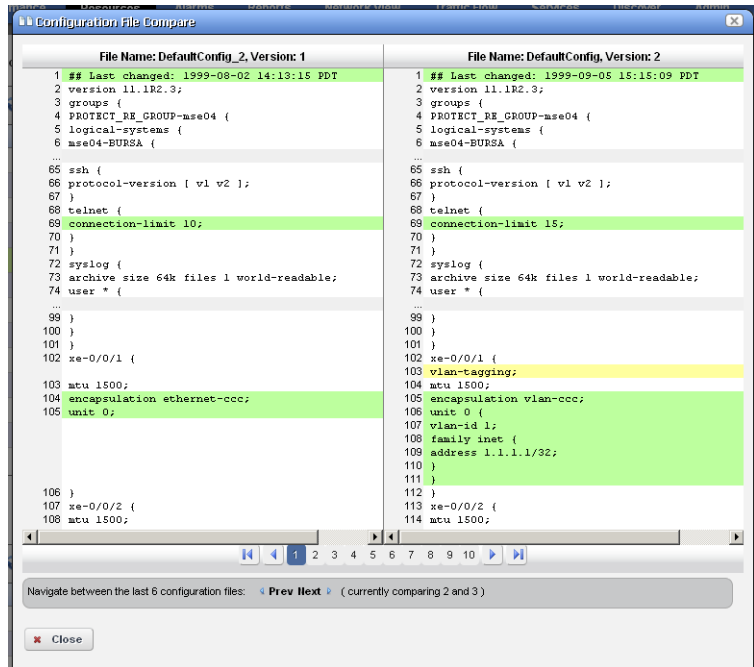 Resources Alarms Reports Network View Traffic Flow Services Discover Admin
Configuration File Compare
File Name: DefaultConfig_2, Version: 1
1 ## Last changed: 1999-08-02 14:13:15 PDT
2 version 11.1R2.3;
3 groups {
4 PROTECT_RE_GROUP-mse04 {
5 logical-systems {
6 mse04-BURSA {
...
65 ssh {
66 protocol-version [ v1 v2 ];
67 }
68 telnet {
69 connection-limit 10;
70 }
71 }
72 syslog {
73 archive size 64k files 1 world-readable;
74 user * {
...
99 }
100 }
101 }
102 xe-0/0/1 {
103 mtu 1500;
104 encapsulation ethernet-ccc;
105 unit 0;
106 }
107 xe-0/0/2 {
108 mtu 1500;
File Name: DefaultConfig, Version: 2
1 ## Last changed: 1999-09-05 15:15:09 PDT
2 version 11.1R2.3;
3 groups {
4 PROTECT_RE_GROUP-mse04 {
5 logical-systems {
6 mse04-BURSA {
...
65 ssh {
66 protocol-version [ v1 v2 ];
67 }
68 telnet {
69 connection-limit 15;
70 }
71 }
72 syslog {
73 archive size 64k files 1 world-readable;
74 user * {
...
99 }
100 }
101 }
102 xe-0/0/1 {
103 vlan-tagging;
104 mtu 1500;
105 encapsulation vlan-ccc;
106 unit 0 {
107 vlan-id 1;
108 family inet {
109 address 1.1.1.1/32;
110 }
111 }
112 }
113 xe-0/0/2 {
114 mtu 1500;
1 2 3 4 5 6 7 8 9 10
Navigate between the last 6 configuration files: Prev Next ( currently comparing 2 and 3 )
Close